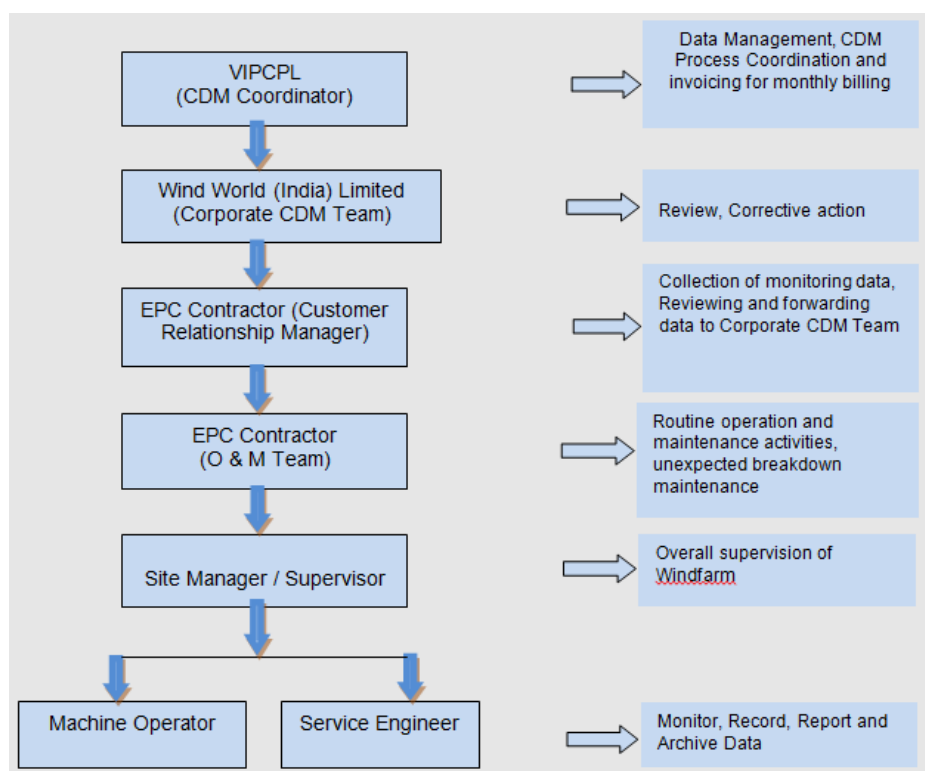 VIPCPL
(CDM Coordinator)
Data Management, CDM
Process Coordination and
invoicing for monthly billing
Wind World (India) Limited
(Corporate CDM Team)
Review, Corrective action
EPC Contractor (Customer
Relationship Manager)
Collection of monitoring data,
Reviewing and forwarding
data to Corporate CDM Team
EPC Contractor
(O & M Team)
Routine operation and
maintenance activities,
unexpected breakdown
maintenance
Site Manager / Supervisor
Overall supervision of
Windfarm
Machine Operator
Service Engineer
Monitor, Record, Report and
Archive Data